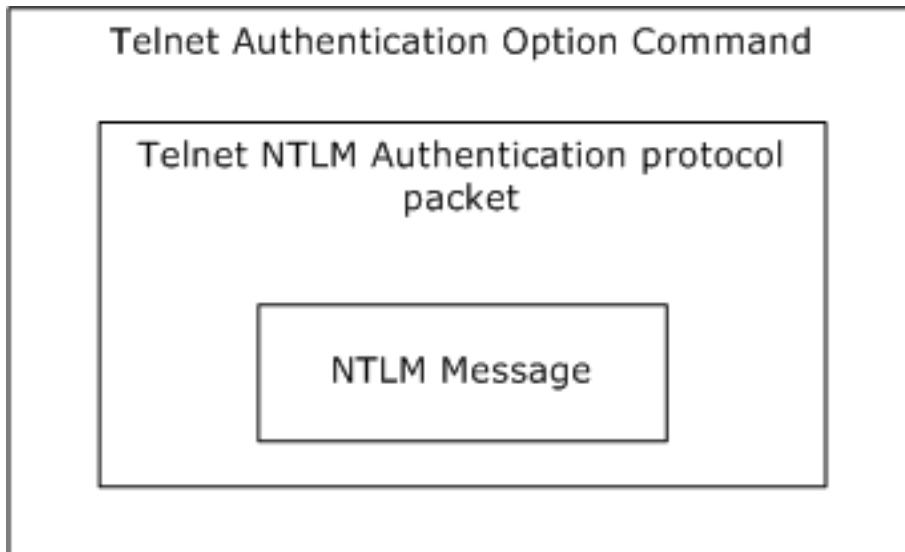 Telnet Authentication Option Command
Telnet NTLM Authentication protocol
packet
NTLM Message